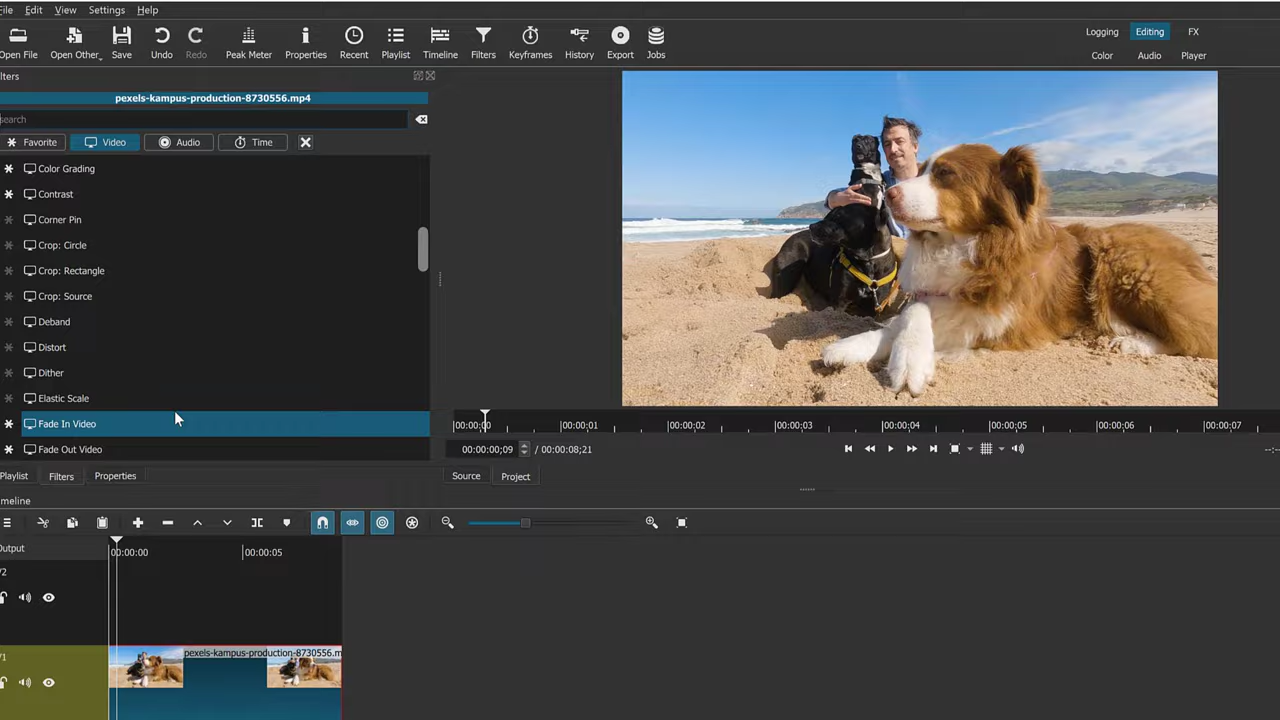 File Edit View Settings Help
Open File Open Other Save Undo Redo Peak Meter Properties Recent Playlist Timeline Filters Keyframes History Export Jobs
Logging Editing FX
Color Audio Player
lters
pexels-kampus-production-8730556.mp4
search
Favorite Video Audio Time
Color Grading
Contrast
Corner Pin
Crop: Circle
Crop: Rectangle
Crop: Source
Deband
Distort
Dither
Elastic Scale
Fade In Video
Fade Out Video
00:00:00 00:00:01 00:00:02 00:00:03 00:00:04 00:00:05 00:00:06 00:00:07
00:00:00;09 / 00:00:08;21 --:--
Playlist Filters Properties
Source Project
imeline
Output
00:00:00 00:00:05
V2
pexels-kampus-production-8730556.m
V1